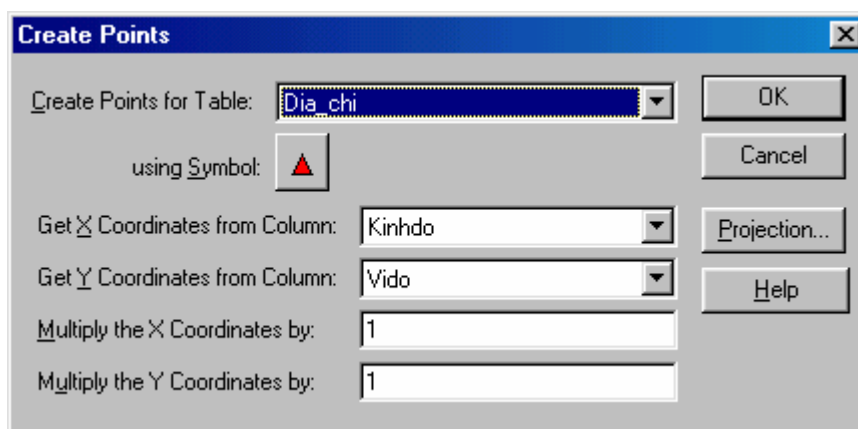 Create Points
Create Points for Table: Dia_chi OK
using Symbol: Cancel
Get X Coordinates from Column: Kinhdo Projection...
Get Y Coordinates from Column: Vido Help
Multiply the X Coordinates by: 1
Multiply the Y Coordinates by: 1